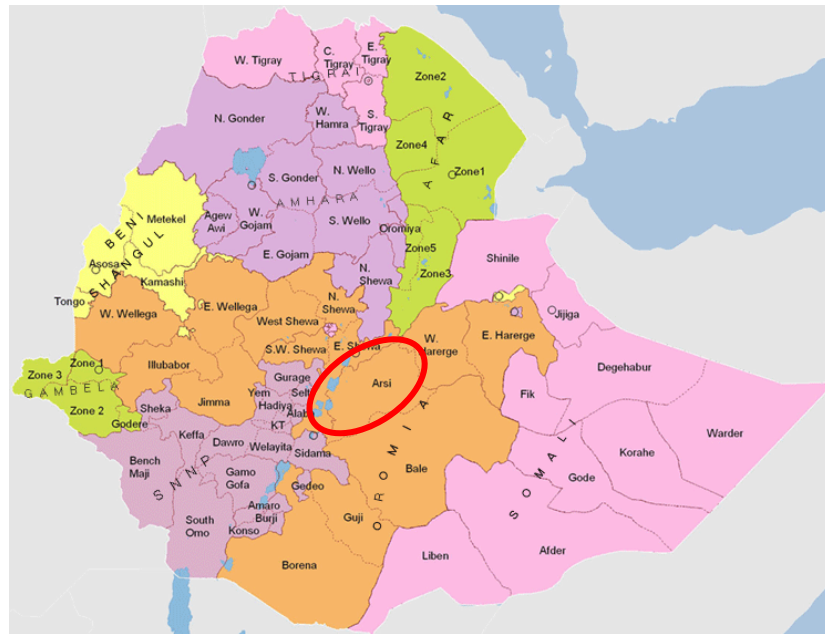 W. Tigray
C.
Tigray
E.
Tigray
TIGRAI
S.
Tigray
Zone2
N. Gonder
W.
Hamra
Zone4
Zone1
AFAR
N. Wello
S. Gonder
AMHARA
Metekel
Agew
Awi
W.
Gojam
S. Wello
Oromiya
BENI
SHANGUL
Asosa
E. Gojam
Zone5
Zone3
Shinile
Kamashi
N.
Shewa
Tongo
W. Wellega
E. Wellega
N.
Shewa
West Shewa
Jijiga
E. Harerge
W.
S.W. Shewa
Arsi
Zone 1
Zone 3
GAMBELA
Zone 2
Illubabor
Gurage
Degehabur
Jimma
Yem
Hadiya
Fik
Godere
Sheka
Alab
KT
OROMIA
Keffa
Dawro
Welayita
Sidama
Warder
Bench
Maji
SNNP
Gamo
Gofa
Bale
Korahe
SOMALI
Gode
Gedeo
Amaro
Burji
Guji
South
Omo
Konso
Borena
Liben
Afder